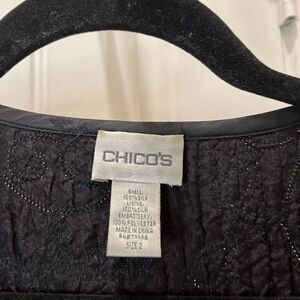 CHICO'S
SHELL:
100% SILK
LINING:
100% SILK
EMBROIDERY:
100% POLYESTER
MADE IN CHINA
SIZE 2